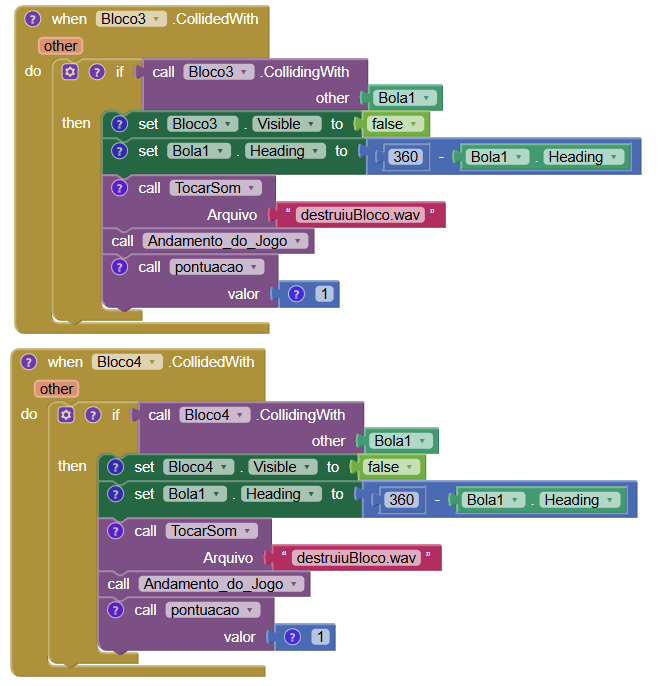 ? when Bloco3 .CollidedWith
other
do ? if call Bloco3 .CollidingWith
other Bola1
then ? set Bloco3 . Visible to false
? set Bola1 . Heading to 360 - Bola1 . Heading
? call TocarSom
Arquivo “ destruiuBloco.wav ”
call Andamento_do_Jogo
? call pontuacao
valor ? 1
? when Bloco4 .CollidedWith
other
do ? if call Bloco4 .CollidingWith
other Bola1
then ? set Bloco4 . Visible to false
? set Bola1 . Heading to 360 - Bola1 . Heading
? call TocarSom
Arquivo “ destruiuBloco.wav ”
call Andamento_do_Jogo
? call pontuacao
valor ? 1